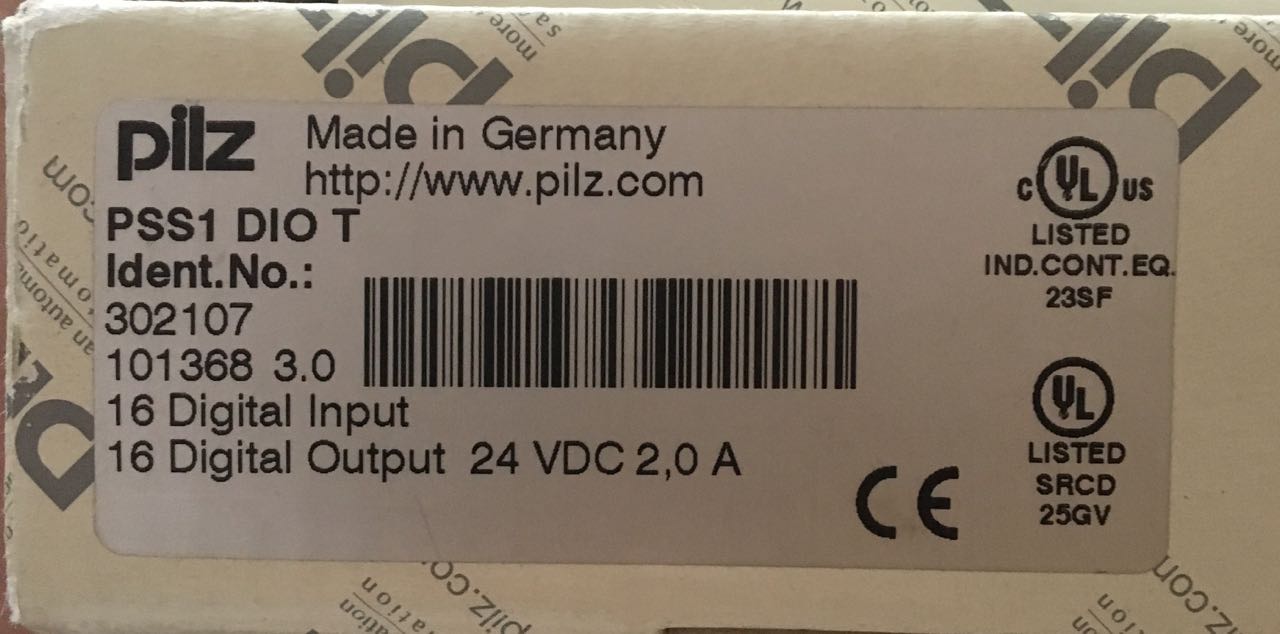 pilz
Made in Germany
http://www.pilz.com
PSS1 DIO T
Ident.No.:
302107
101368 3.0
16 Digital Input
16 Digital Output 24 VDC 2,0 A
C UL US
LISTED
IND.CONT.EQ.
23SF
UL
LISTED
SRCD
25GV
CE